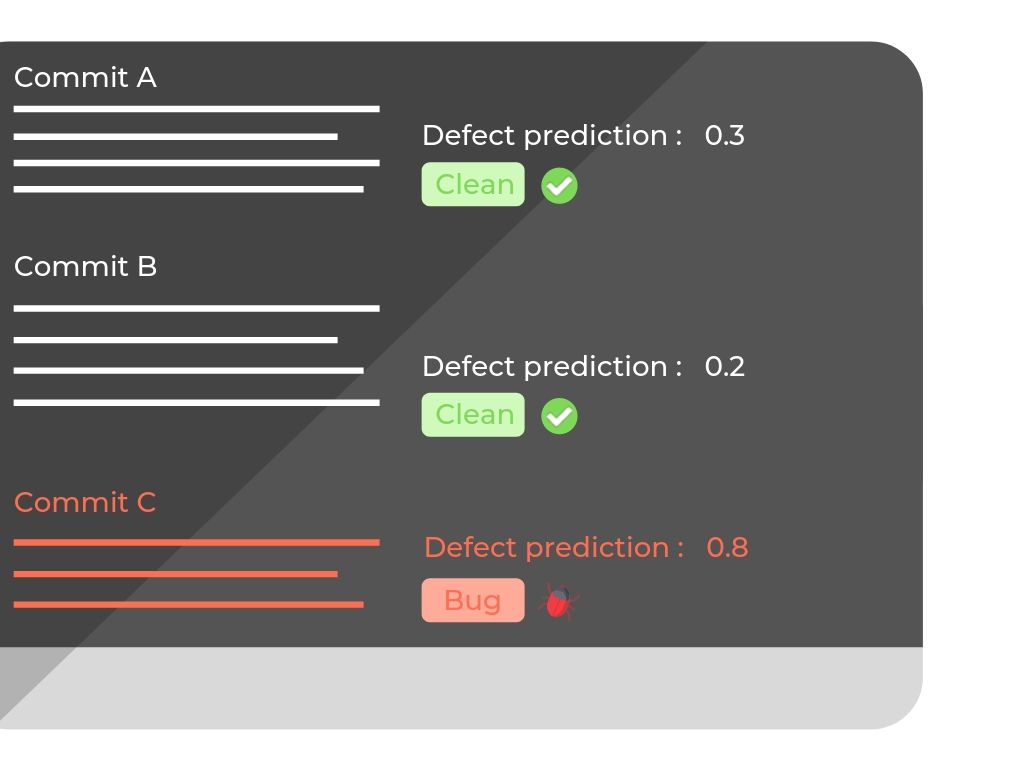 Commit A
Defect prediction :   0.3
Clean
Commit B
Defect prediction :   0.2
Clean
Commit C
Defect prediction :   0.8
Bug